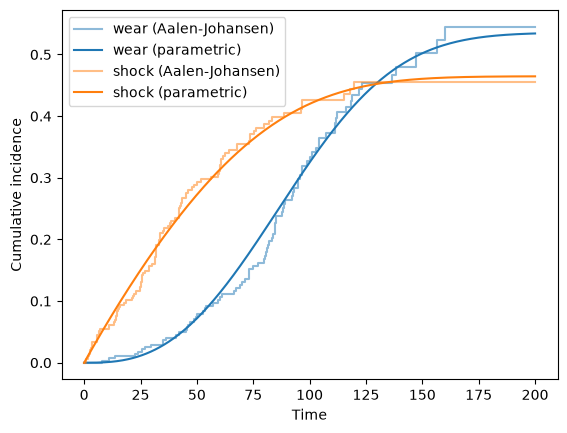 wear (Aalen-Johansen)
wear (parametric)
shock (Aalen-Johansen)
shock (parametric)
Cumulative incidence
0.5
0.4
0.3
0.2
0.1
0.0
0 25 50 75 100 125 150 175 200
Time